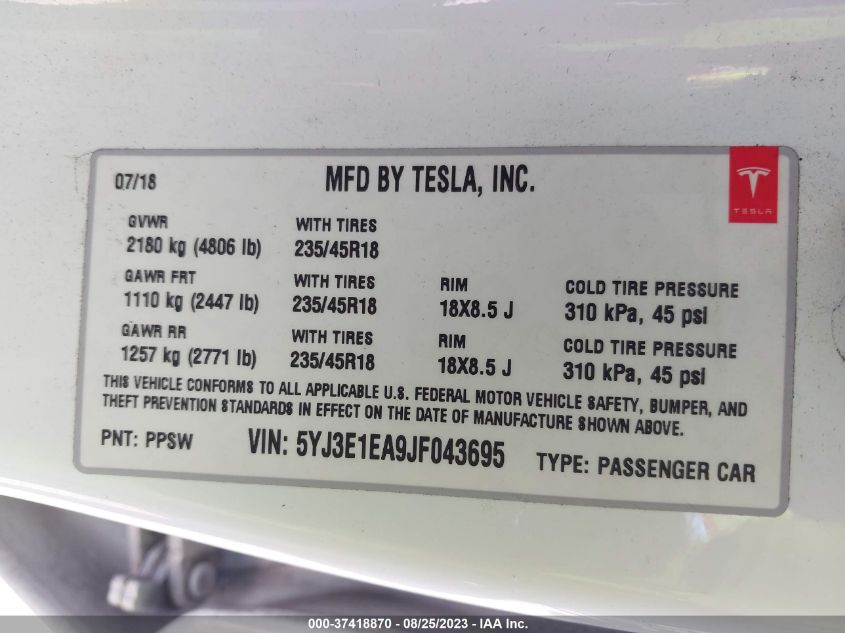 07/18 MFD BY TESLA, INC.
TESLA
GVWR WITH TIRES
2180 kg (4806 lb) 235/45R18
GAWR FRT WITH TIRES RIM COLD TIRE PRESSURE
1110 kg (2447 lb) 235/45R18 18X8.5 J 310 kPa, 45 psi
GAWR RR WITH TIRES RIM COLD TIRE PRESSURE
1257 kg (2771 lb) 235/45R18 18X8.5 J 310 kPa, 45 psi
THIS VEHICLE CONFORMS TO ALL APPLICABLE U.S. FEDERAL MOTOR VEHICLE SAFETY, BUMPER, AND
THEFT PREVENTION STANDARDS IN EFFECT ON THE DATE OF MANUFACTURE SHOWN ABOVE.
PNT: PPSW VIN: 5YJ3E1EA9JF043695 TYPE: PASSENGER CAR
000-37418870 / 08/25/2023 - IAA Inc.